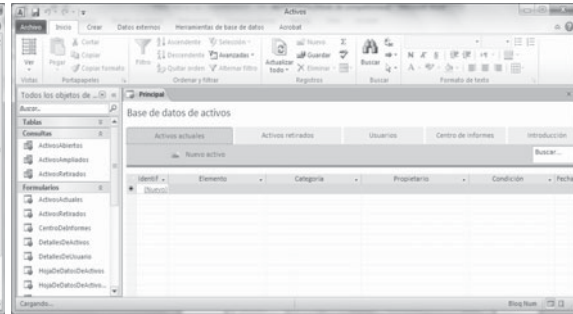 Activos
Archivo Inicio Crear Datos externos Herramientas de base de datos Acrobat
Ver
Pegar
Cortar
Copiar
Copiar formato
Filtro
Ascendente
Descendente
Quitar orden
Selección
Avanzadas
Alternar filtro
Actualizar todo
Nuevo
Guardar
Eliminar
Buscar
N K S
Vistas Portapapeles Ordenar y filtrar Registros Buscar Formato de texto
Todos los objetos de ...
Buscar...
Tablas
Consultas
ActivosAbiertos
ActivosAmpliados
ActivosRetirados
Formularios
ActivosActuales
ActivosRetirados
CentroDeInformes
DetallesDeActivos
DetallesDeUsuario
HojaDeDatosDeActivos
HojaDeDatosDeActivo...
Principal
Base de datos de activos
Activos actuales Activos retirados Usuarios Centro de informes Introducción
Nuevo activo
Buscar...
Identif Elemento Categoría Propietario Condición Fecha
(Nuevo)
Cargando...
Bloq Num